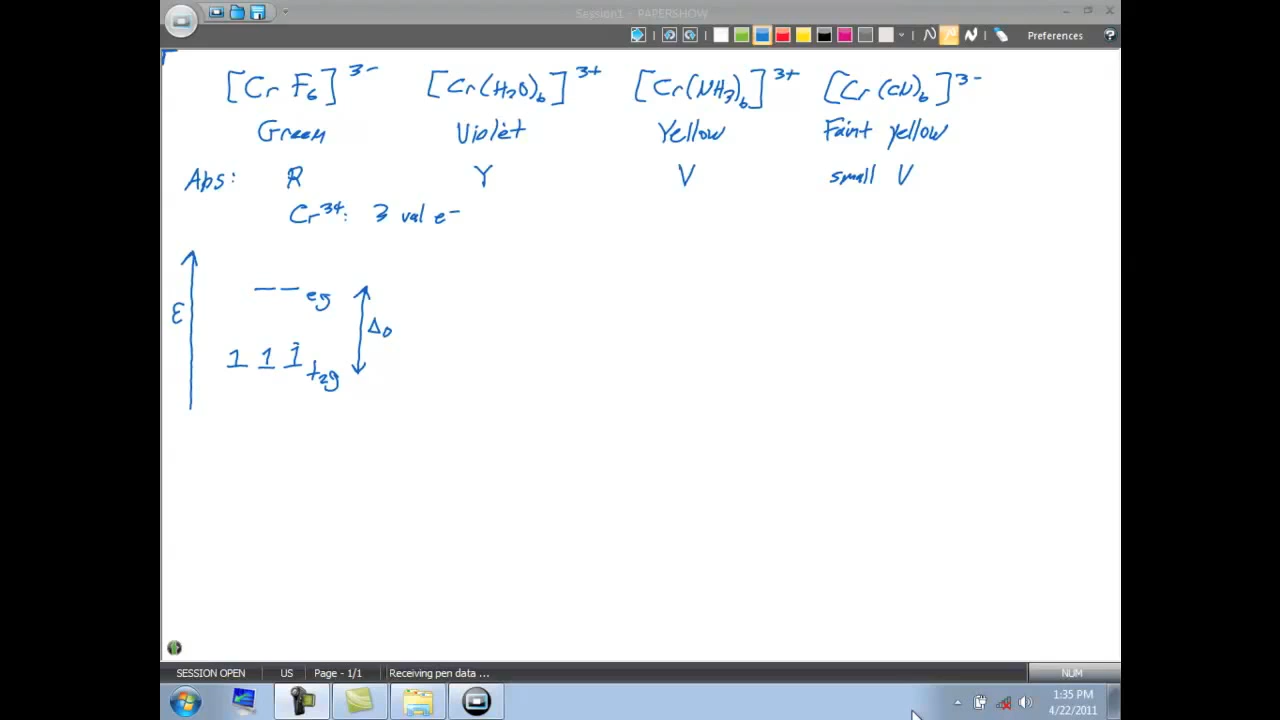 Session1 - PAPERSHOW
Preferences
[Cr F6]3- [Cr(H2O)6]3+ [Cr(NH3)6]3+ [Cr(CN)6]3-
Green Violet Yellow Faint yellow
Abs: R Y V small V
Cr3+: 3 val e-
eg
ε Δo
1 1 1 t2g
SESSION OPEN US Page - 1/1 Receiving pen data ... NUM
1:35 PM
4/22/2011